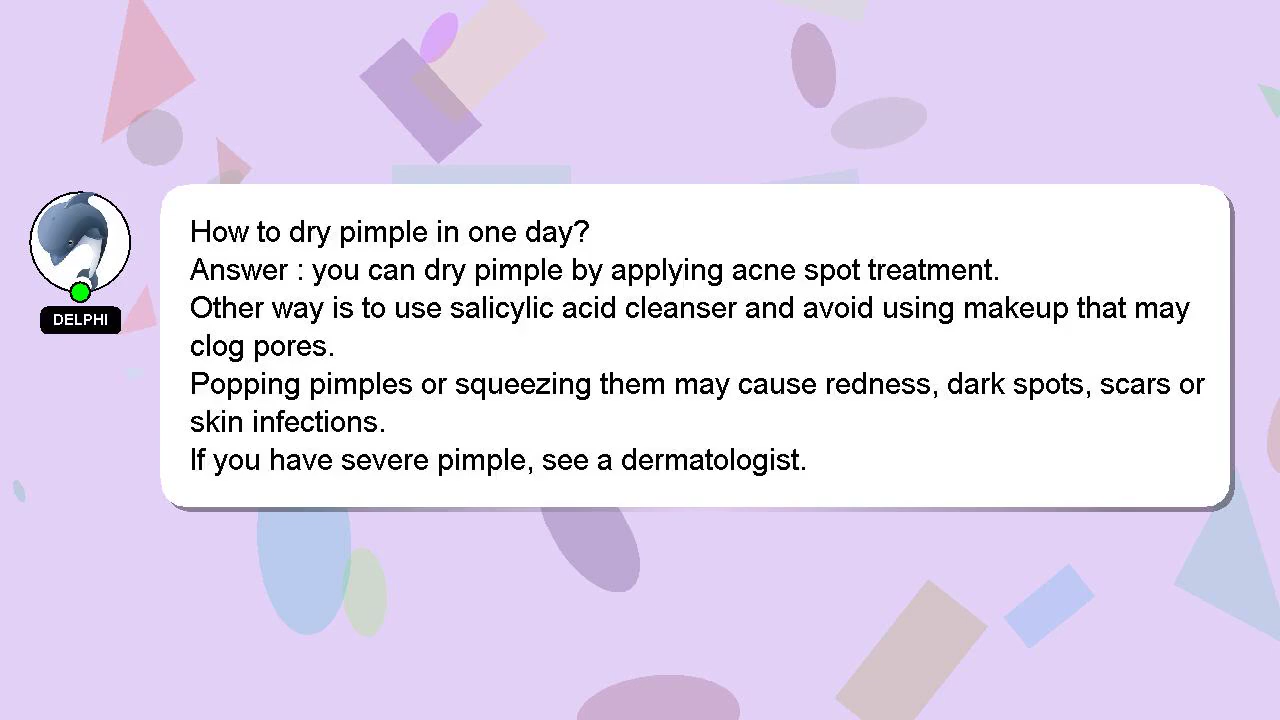 How to dry pimple in one day?
Answer : you can dry pimple by applying acne spot treatment.
Other way is to use salicylic acid cleanser and avoid using makeup that may
clog pores.
Popping pimples or squeezing them may cause redness, dark spots, scars or
skin infections.
If you have severe pimple, see a dermatologist.
DELPHI